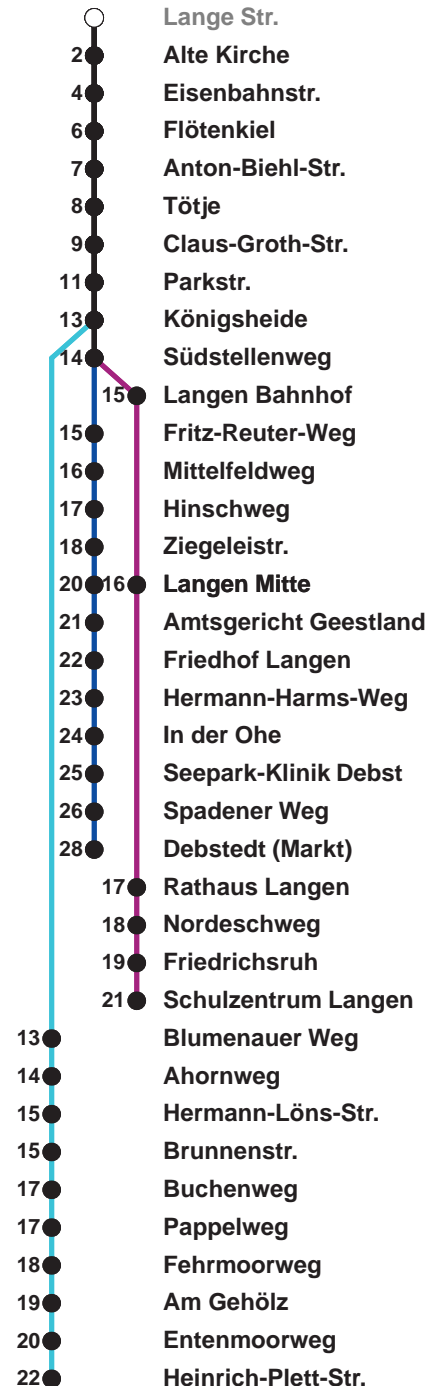 Lange Str.
2 Alte Kirche
4 Eisenbahnstr.
6 Flötenkiel
7 Anton-Biehl-Str.
8 Tötje
9 Claus-Groth-Str.
11 Parkstr.
13 Königsheide
14 Südstellenweg
15 Langen Bahnhof
15 Fritz-Reuter-Weg
16 Mittelfeldweg
17 Hinschweg
18 Ziegeleistr.
20 16 Langen Mitte
21 Amtsgericht Geestland
22 Friedhof Langen
23 Hermann-Harms-Weg
24 In der Ohe
25 Seepark-Klinik Debst
26 Spadener Weg
28 Debstedt (Markt)
17 Rathaus Langen
18 Nordeschweg
19 Friedrichsruh
21 Schulzentrum Langen
13 Blumenauer Weg
14 Ahornweg
15 Hermann-Löns-Str.
15 Brunnenstr.
17 Buchenweg
17 Pappelweg
18 Fehrmoorweg
19 Am Gehölz
20 Entenmoorweg
22 Heinrich-Plett-Str.